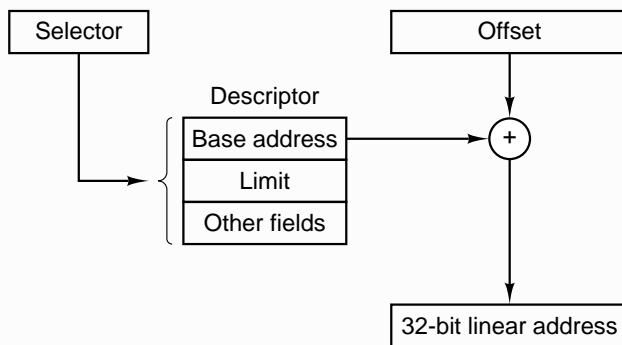 Selector
Offset
Descriptor
Base address
+
Limit
Other fields
32-bit linear address